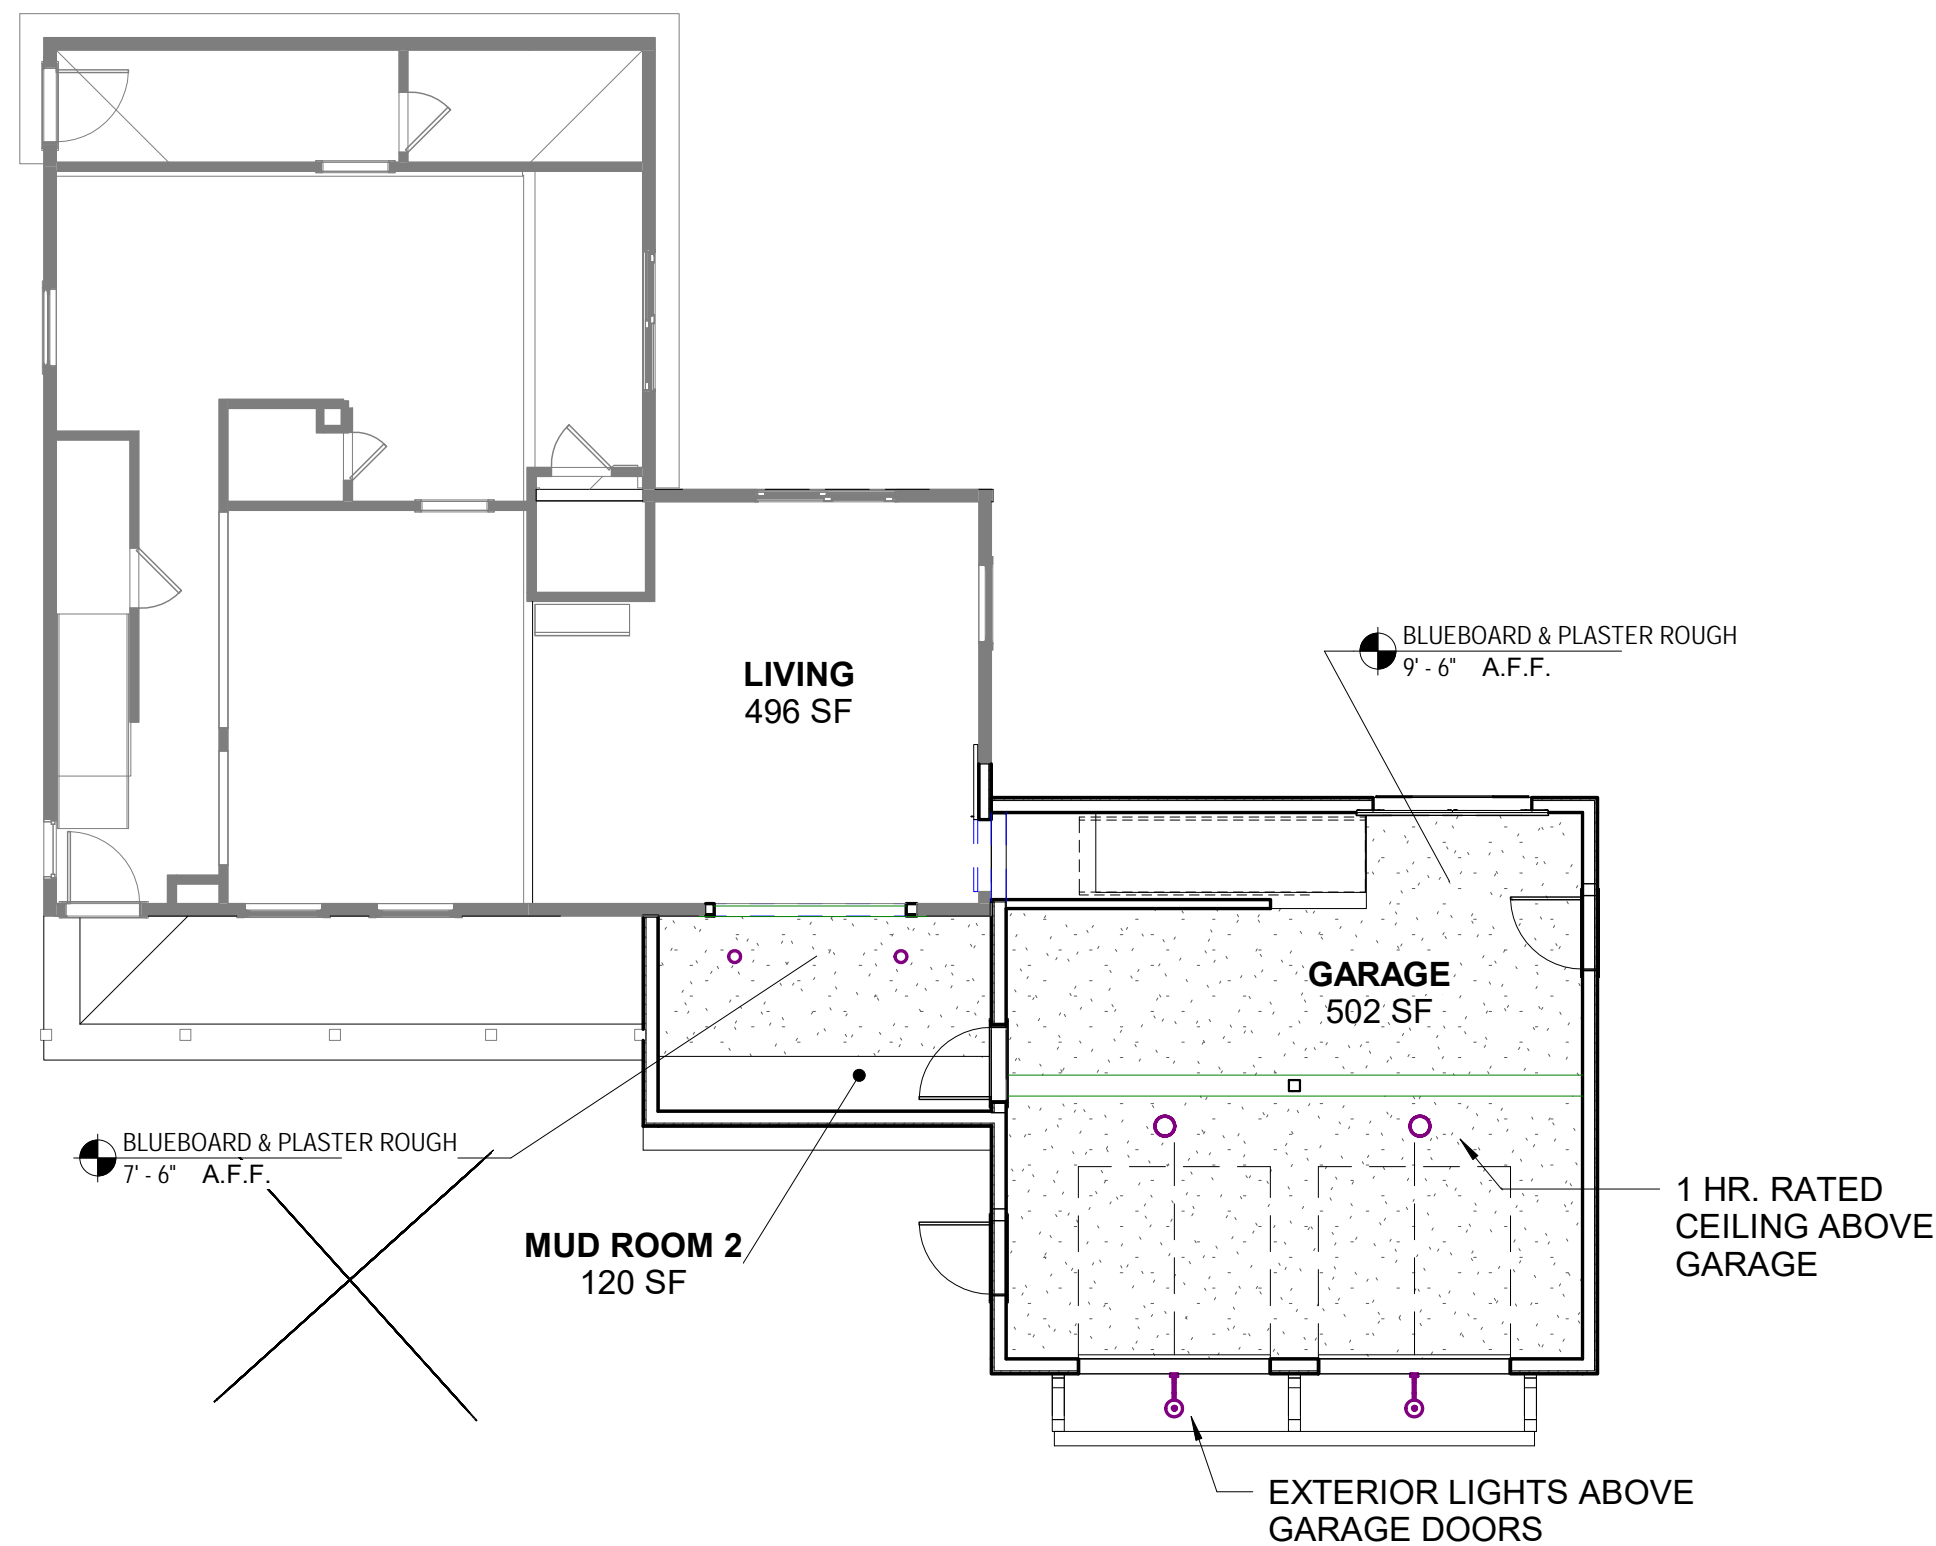 LIVING
496 SF
BLUEBOARD & PLASTER ROUGH
9' - 6" A.F.F.
GARAGE
502 SF
BLUEBOARD & PLASTER ROUGH
7' - 6" A.F.F.
MUD ROOM 2
120 SF
1 HR. RATED
CEILING ABOVE
GARAGE
EXTERIOR LIGHTS ABOVE
GARAGE DOORS